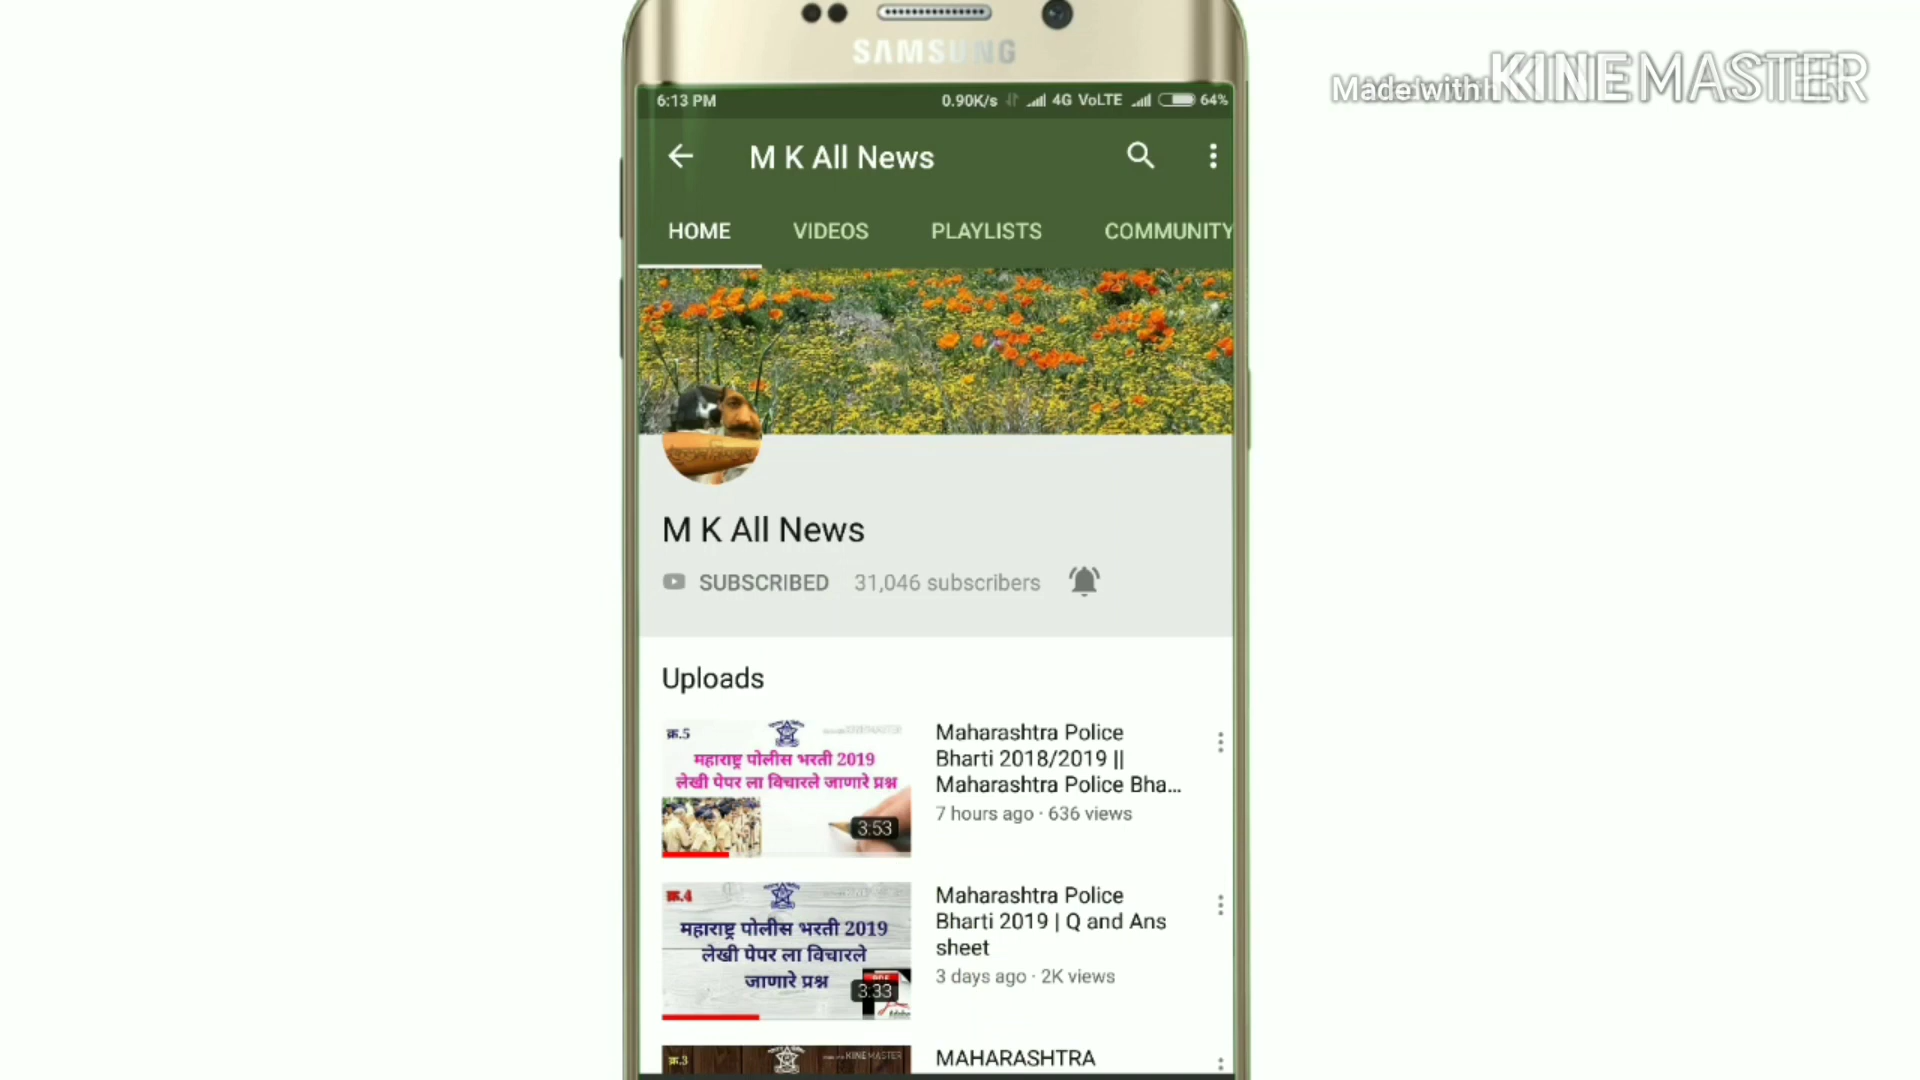 SAMSUNG
Made with KINEMASTER
6:13 PM 0.90K/s 4G VoLTE 64%
M K All News
HOME VIDEOS PLAYLISTS COMMUNITY
M K All News
SUBSCRIBED 31,046 subscribers
Uploads
क्र.5
महाराष्ट्र पोलीस भरती 2019
लेखी पेपर ला विचारले जाणारे प्रश्न
3:53
Maharashtra Police
Bharti 2018/2019 ||
Maharashtra Police Bha...
7 hours ago · 636 views
क्र.4
महाराष्ट्र पोलीस भरती 2019
लेखी पेपर ला विचारले
जाणारे प्रश्न
PDF
Adobe
3:33
Maharashtra Police
Bharti 2019 | Q and Ans
sheet
3 days ago · 2K views
क्र.3
KINEMASTER
MAHARASHTRA